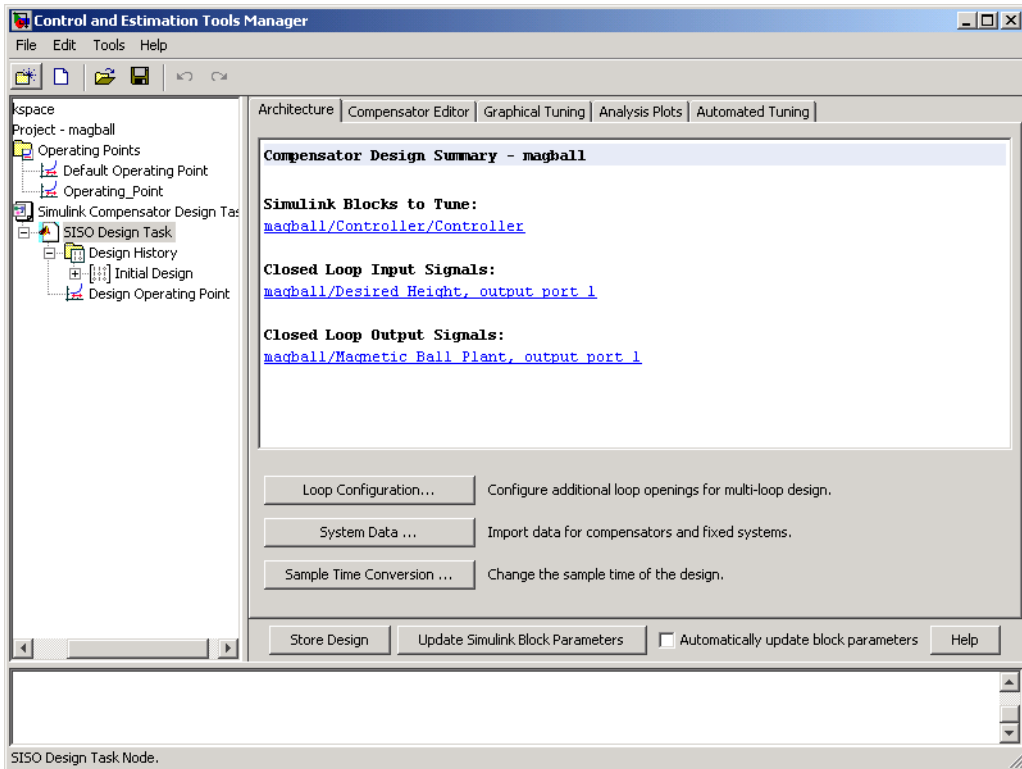 Control and Estimation Tools Manager
File Edit Tools Help
kspace
Project - magball
Operating Points
Default Operating Point
Operating_Point
Simulink Compensator Design Tas
SISO Design Task
Design History
Initial Design
Design Operating Point
Architecture Compensator Editor Graphical Tuning Analysis Plots Automated Tuning
Compensator Design Summary - magball
Simulink Blocks to Tune:
magball/Controller/Controller
Closed Loop Input Signals:
magball/Desired Height, output port 1
Closed Loop Output Signals:
magball/Magnetic Ball Plant, output port 1
Loop Configuration... Configure additional loop openings for multi-loop design.
System Data ... Import data for compensators and fixed systems.
Sample Time Conversion ... Change the sample time of the design.
Store Design Update Simulink Block Parameters Automatically update block parameters Help
SISO Design Task Node.